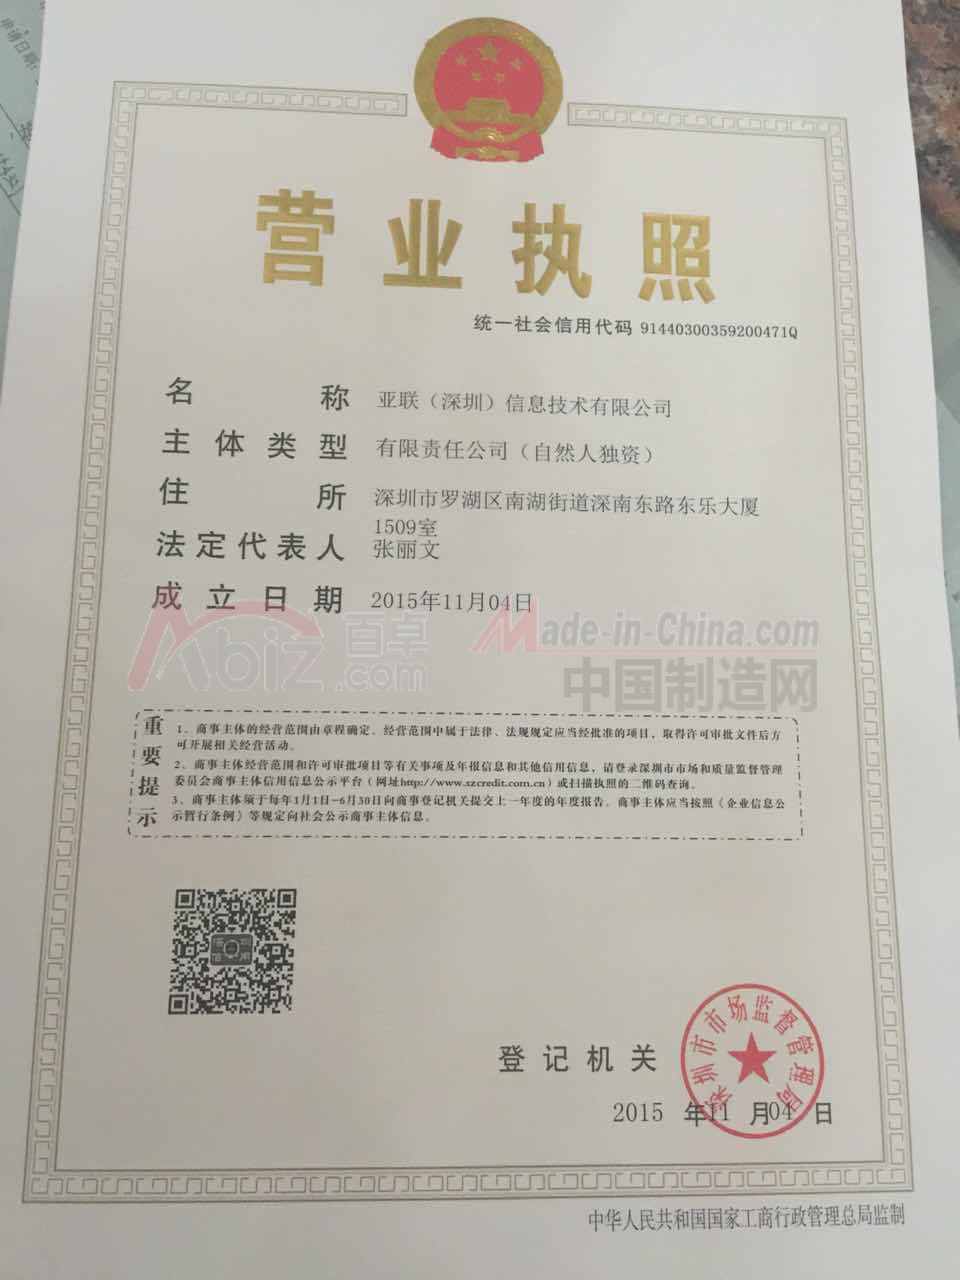 营业执照
统一社会信用代码 91440300359200471Q
名称 亚联（深圳）信息技术有限公司
主体类型 有限责任公司（自然人独资）
住所 深圳市罗湖区南湖街道深南东路东乐大厦
1509室
法定代表人 张丽文
成立日期 2015年11月04日
Abiz百卓.com
Made-in-China.com
中国制造网
重要提示
1、商事主体的经营范围由章程确定。经营范围中属于法律、法规规定应当经批准的项目，取得许可审批文件后方
可开展相关经营活动。
2、商事主体经营范围和许可审批项目等有关事项及年报信息和其他信用信息，请登录深圳市市场和质量监督管理
委员会商事主体信用信息公示平台（网址http://www.szcredit.com.cn）或扫描执照的二维码查询。
3、商事主体须于每年1月1日—6月30日向商事登记机关提交上一年度的年度报告。商事主体应当按照《企业信息公
示暂行条例》等规定向社会公示商事主体信息。
登记机关
深圳市市场监督管理局
2015 年11 月04 日
中华人民共和国国家工商行政管理总局监制